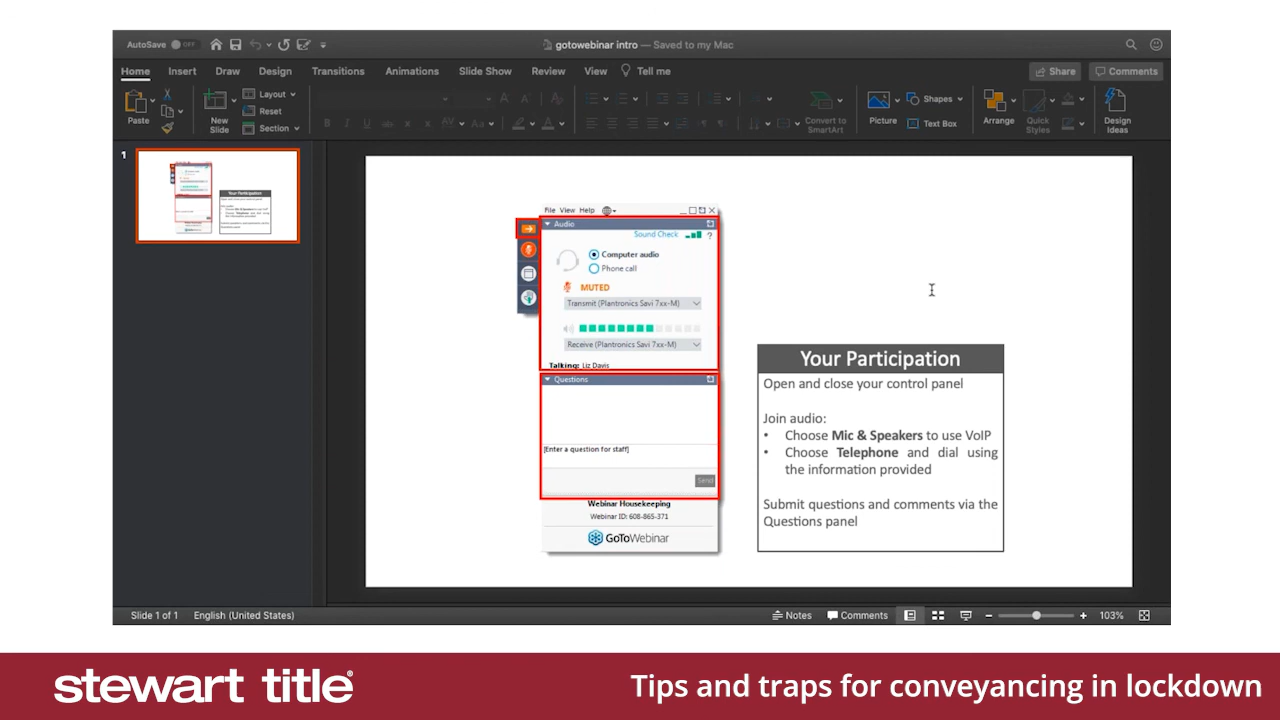 AutoSave OFF
gotowebinar intro — Saved to my Mac
Home Insert Draw Design Transitions Animations Slide Show Review View Tell me Share Comments
Paste
New Slide
Layout
Reset
Section
Convert to SmartArt
Picture
Shapes
Text Box
Arrange
Quick Styles
Design Ideas
1
File View Help
Audio
Sound Check ?
Computer audio
Phone call
MUTED
Transmit (Plantronics Savi 7xx-M)
Receive (Plantronics Savi 7xx-M)
Talking: Liz Davis
Questions
[Enter a question for staff]
Send
Webinar Housekeeping
Webinar ID: 608-865-371
GoToWebinar
Your Participation
Open and close your control panel
Join audio:
• Choose Mic & Speakers to use VoIP
• Choose Telephone and dial using
the information provided
Submit questions and comments via the
Questions panel
Slide 1 of 1 English (United States)
Notes Comments 103%
stewart title®
Tips and traps for conveyancing in lockdown